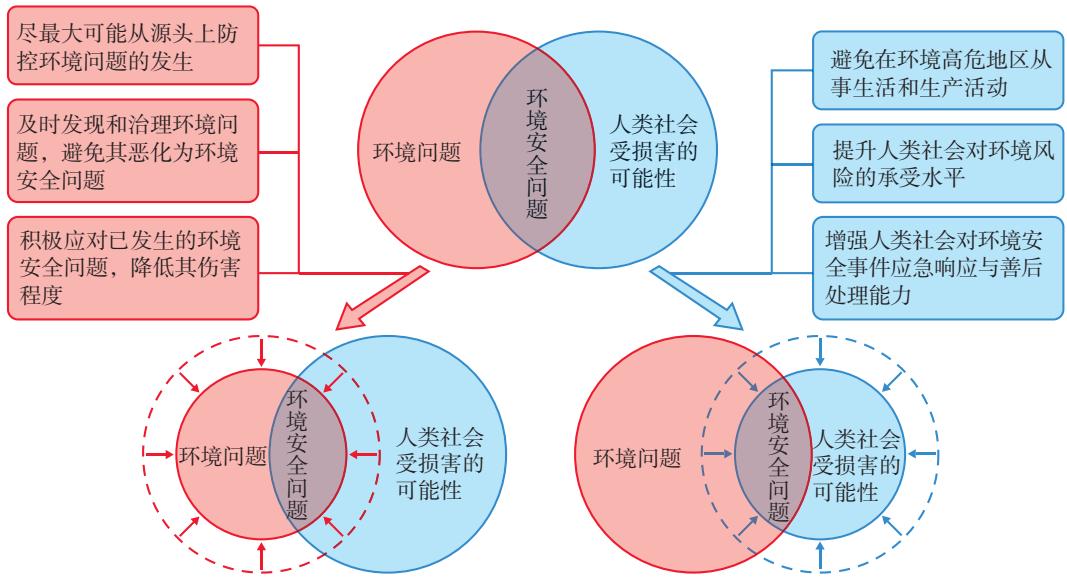 尽最大可能从源头上防
控环境问题的发生
及时发现和治理环境问
题，避免其恶化为环境
安全问题
积极应对已发生的环境
安全问题，降低其伤害
程度
环境问题
环境安全问题
人类社会
受损害的
可能性
避免在环境高危地区从
事生活和生产活动
提升人类社会对环境风
险的承受水平
增强人类社会对环境安
全事件应急响应与善后
处理能力
环境问题
环境安全问题
人类社会
受损害的
可能性
环境问题
环境安全问题
人类社会
受损害的
可能性